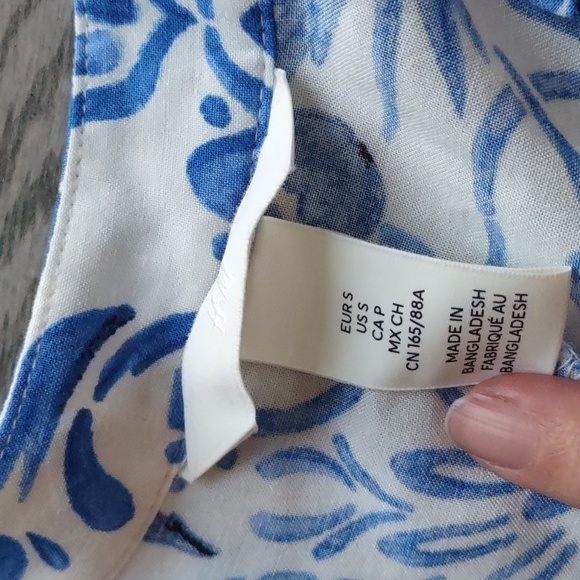 EUR S
US S
CA P
MX CH
CN 165/88A
MADE IN
BANGLADESH
FABRIQUÉ AU
BANGLADESH